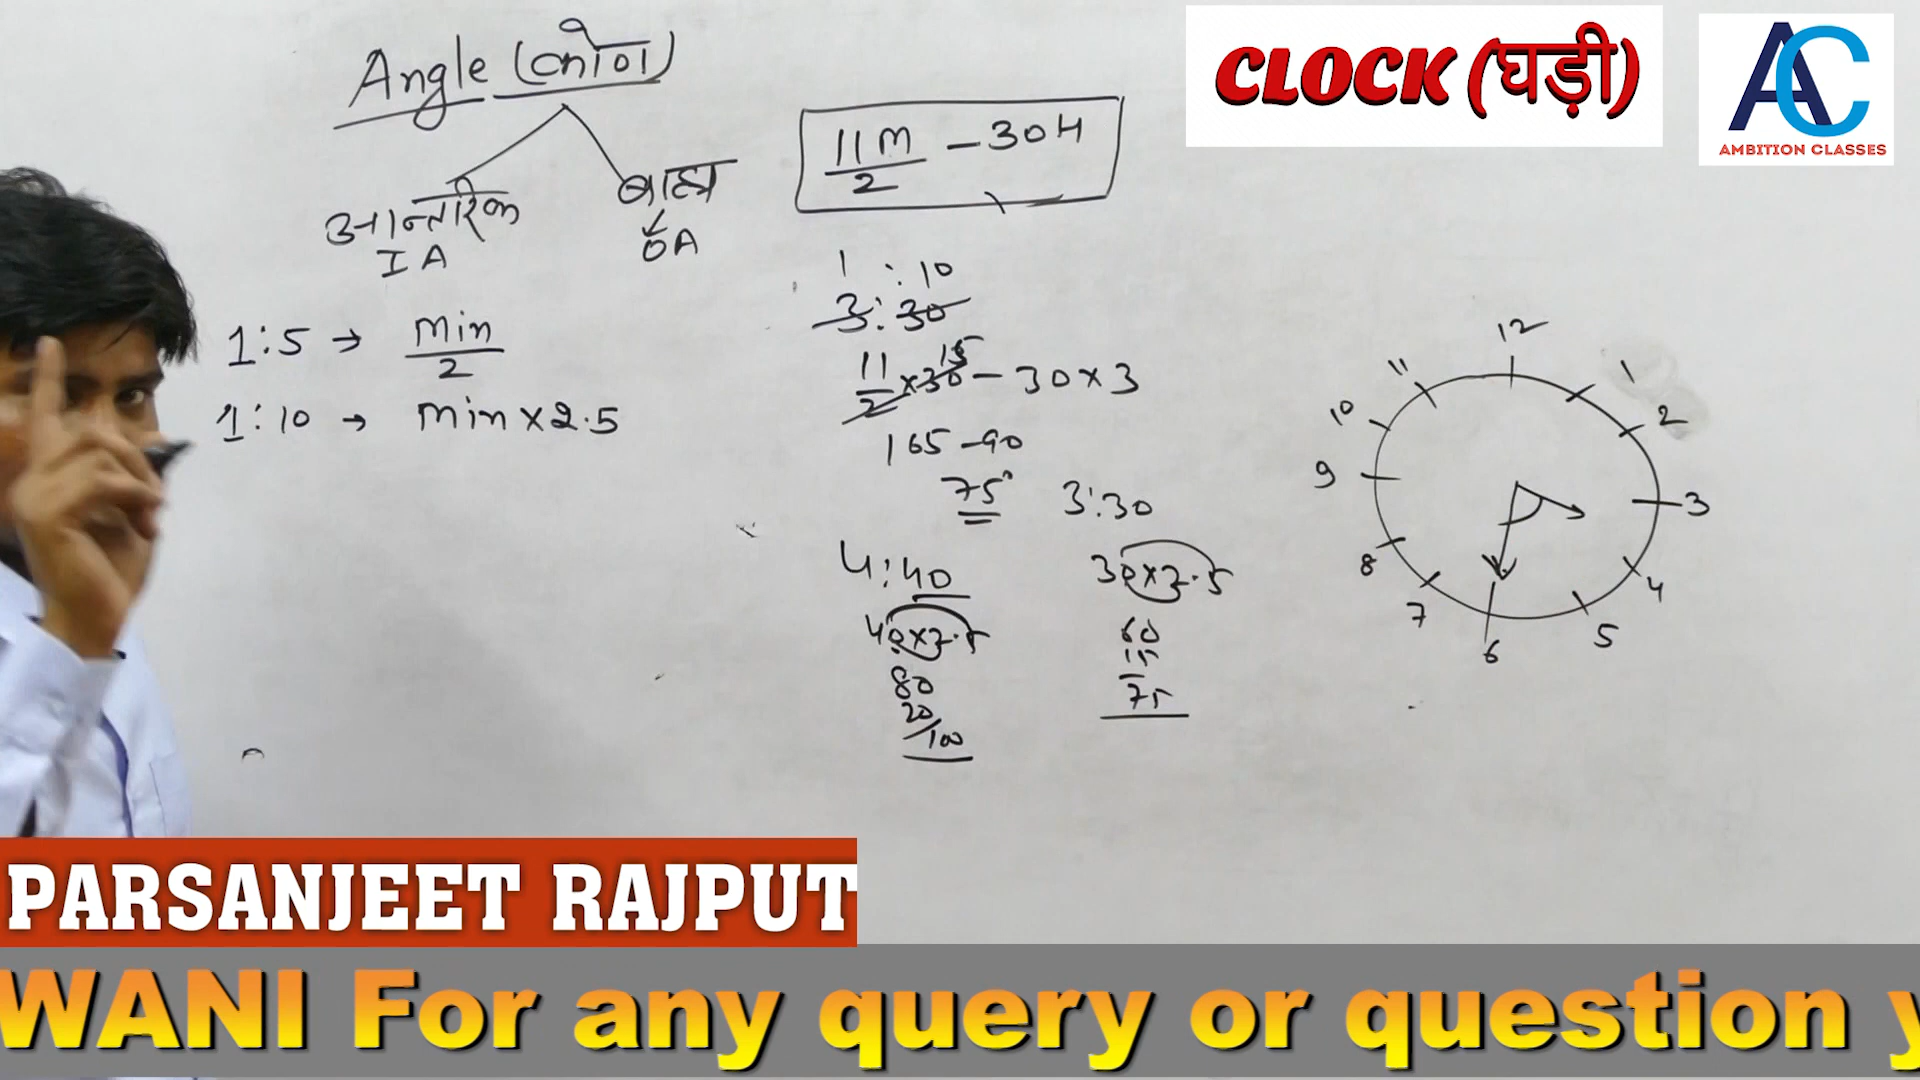 Angle (कोण)
आन्तरिक
IA
बाह्य
OA
1:5 → Min/2
1:10 → Min×2.5
11M/2 - 30H
1 : 10
3:30
11/2 ×30 15 - 30×3
165-90
75°
3:30
4:40
40×2.5
80
20
100
30×2.5
60
15
75
12
1
2
3
4
5
6
7
8
9
10
11
CLOCK (घड़ी)
AC
AMBITION CLASSES
PARSANJEET RAJPUT
WANI For any query or question y